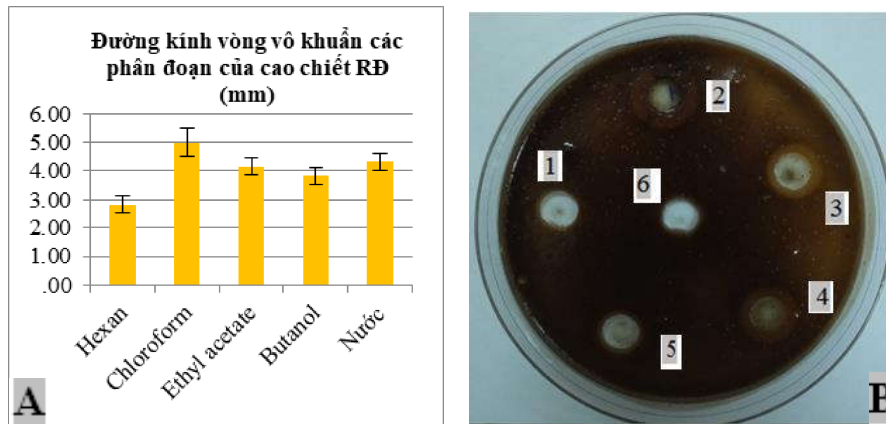 Đường kính vòng vô khuẩn các
phân đoạn của cao chiết RĐ
(mm)
6.00
5.00
4.00
3.00
2.00
1.00
.00
Hexan
Chloroform
Ethyl acetate
Butanol
Nước
A
1
2
3
4
5
6
B